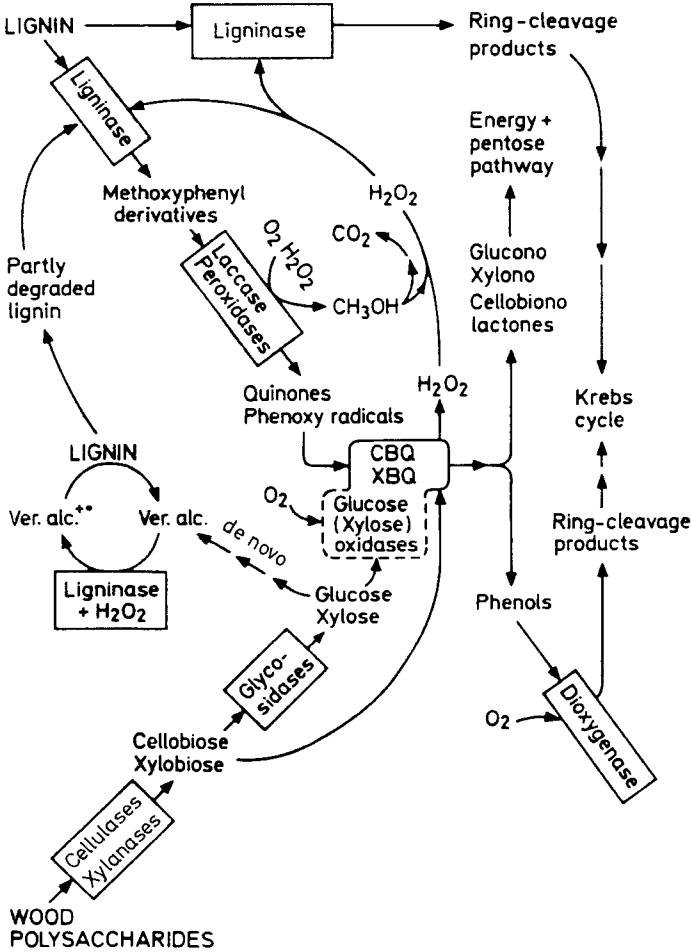 LIGNIN
Ligninase
Ring-cleavage
products
Ligninase
Energy +
pentose
pathway
Methoxyphenyl
derivatives
H₂O₂
O₂ H₂O₂
CO₂
Laccase
Peroxidases
CH₃OH
Glucono
Xylono
Cellobiono
lactones
Partly
degraded
lignin
Quinones
Phenoxy radicals
H₂O₂
Krebs
cycle
LIGNIN
CBQ
XBQ
O₂
Glucose
(Xylose)
oxidases
Ver. alc.⁺•
Ver. alc.
de novo
Ring-cleavage
products
Ligninase
+ H₂O₂
Glucose
Xylose
Phenols
Glyco-
sidases
O₂
Dioxygenase
Cellobiose
Xylobiose
Cellulases
Xylanases
WOOD
POLYSACCHARIDES